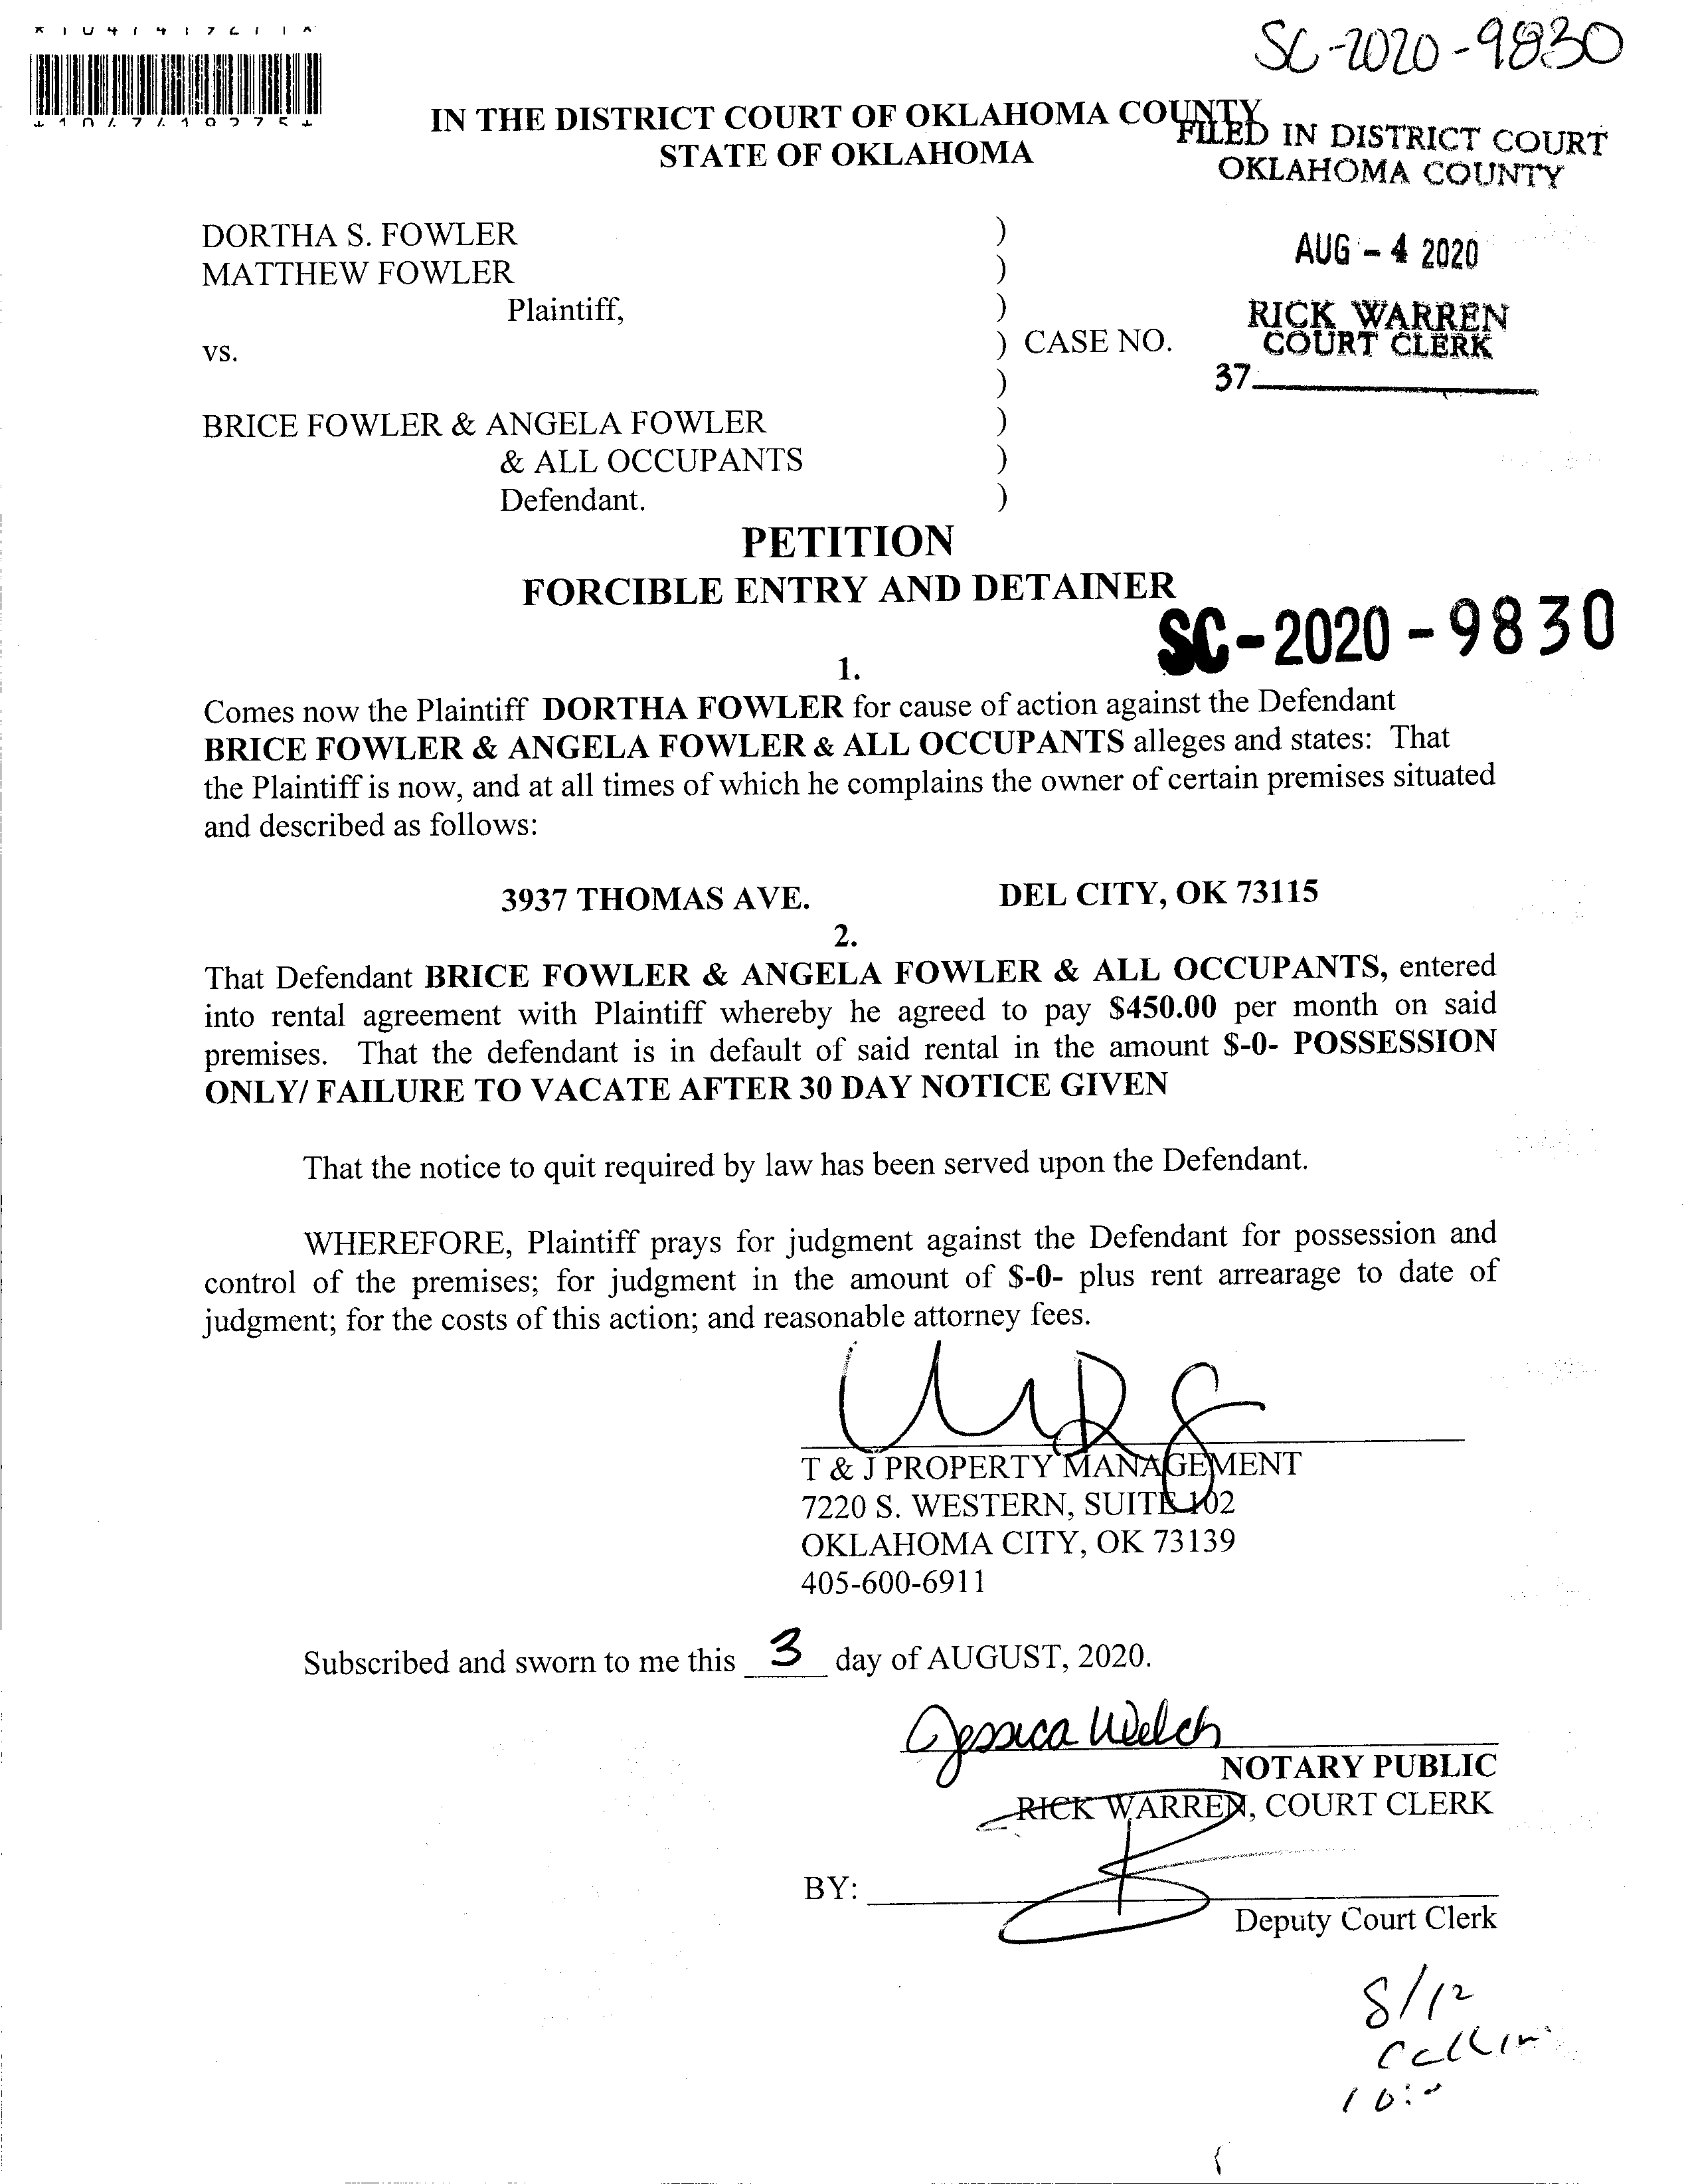 SC-2020-9830
IN THE DISTRICT COURT OF OKLAHOMA COUNTY
STATE OF OKLAHOMA
FILED IN DISTRICT COURT
OKLAHOMA COUNTY
AUG - 4 2020
RICK WARREN
COURT CLERK
37
DORTHA S. FOWLER )
MATTHEW FOWLER )
Plaintiff, )
vs. ) CASE NO.
)
BRICE FOWLER & ANGELA FOWLER )
& ALL OCCUPANTS )
Defendant. )
PETITION
FORCIBLE ENTRY AND DETAINER
SC-2020-9830
1.
Comes now the Plaintiff DORTHA FOWLER for cause of action against the Defendant
BRICE FOWLER & ANGELA FOWLER & ALL OCCUPANTS alleges and states: That
the Plaintiff is now, and at all times of which he complains the owner of certain premises situated
and described as follows:
3937 THOMAS AVE. DEL CITY, OK 73115
2.
That Defendant BRICE FOWLER & ANGELA FOWLER & ALL OCCUPANTS, entered
into rental agreement with Plaintiff whereby he agreed to pay $450.00 per month on said
premises. That the defendant is in default of said rental in the amount $-0- POSSESSION
ONLY/ FAILURE TO VACATE AFTER 30 DAY NOTICE GIVEN
That the notice to quit required by law has been served upon the Defendant.
WHEREFORE, Plaintiff prays for judgment against the Defendant for possession and
control of the premises; for judgment in the amount of $-0- plus rent arrearage to date of
judgment; for the costs of this action; and reasonable attorney fees.
T & J PROPERTY MANAGEMENT
7220 S. WESTERN, SUITE 102
OKLAHOMA CITY, OK 73139
405-600-6911
Subscribed and sworn to me this 3 day of AUGUST, 2020.
Jessica Welch
NOTARY PUBLIC
RICK WARREN, COURT CLERK
BY:
Deputy Court Clerk
8/12